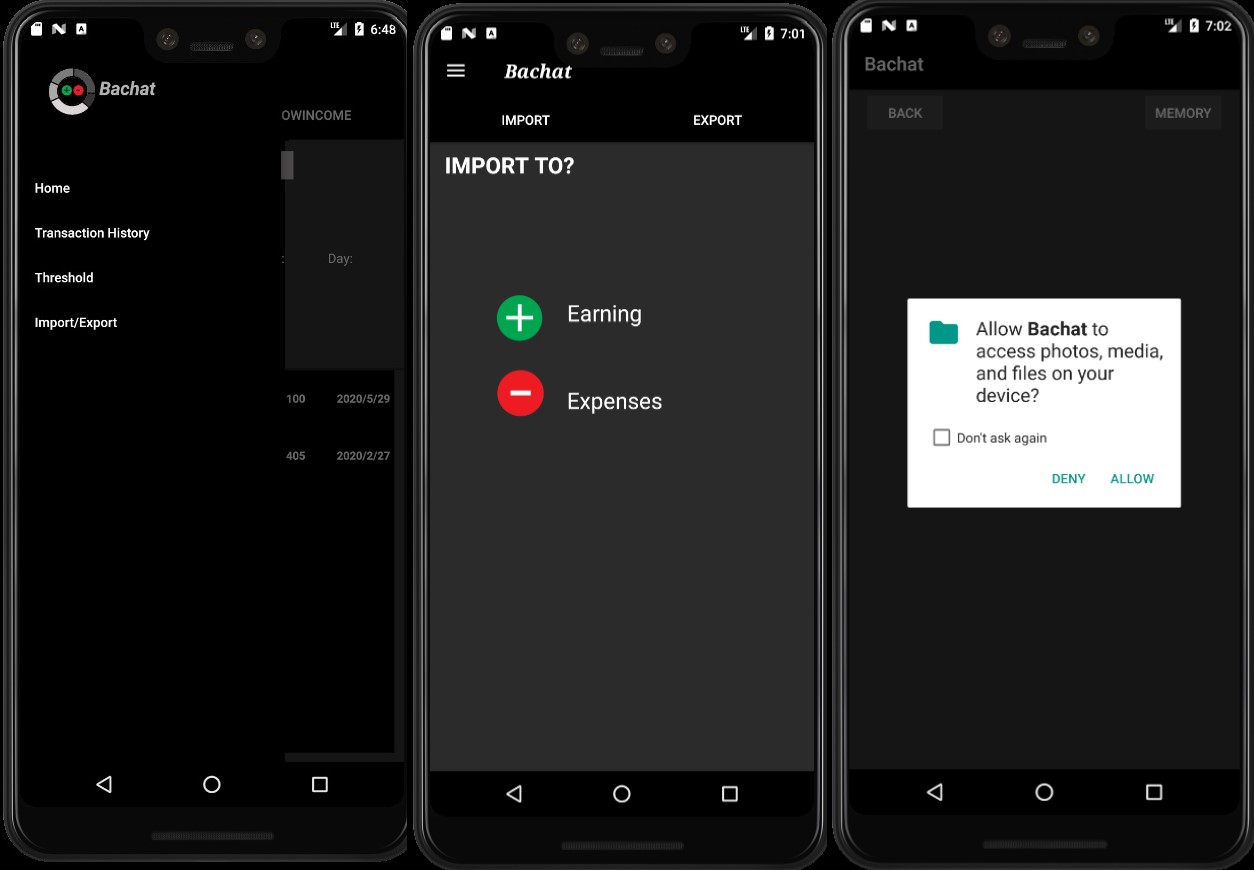 LTE 6:48
Bachat
OWINCOME
Home
Transaction History
Day:
:
Threshold
Import/Export
100 2020/5/29
405 2020/2/27
LTE 7:01
Bachat
IMPORT EXPORT
IMPORT TO?
Earning
Expenses
LTE 7:02
Bachat
BACK MEMORY
Allow Bachat to
access photos, media,
and files on your
device?
Don't ask again
DENY ALLOW